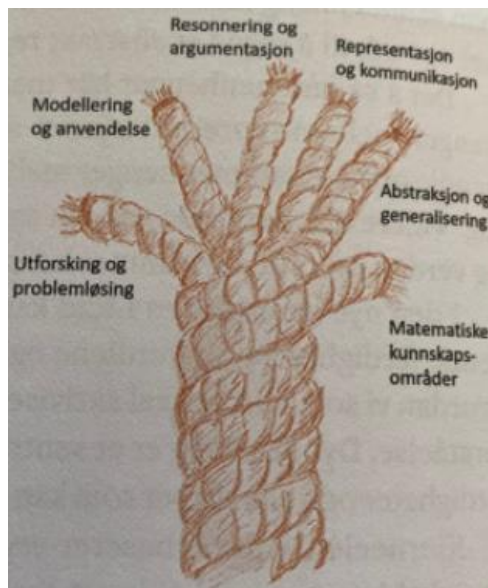 Resonnering og
argumentasjon
Representasjon
og kommunikasjon
Modellering
og anvendelse
Abstraksjon og
generalisering
Utforsking og
problemløsing
Matematiske
kunnskaps-
områder